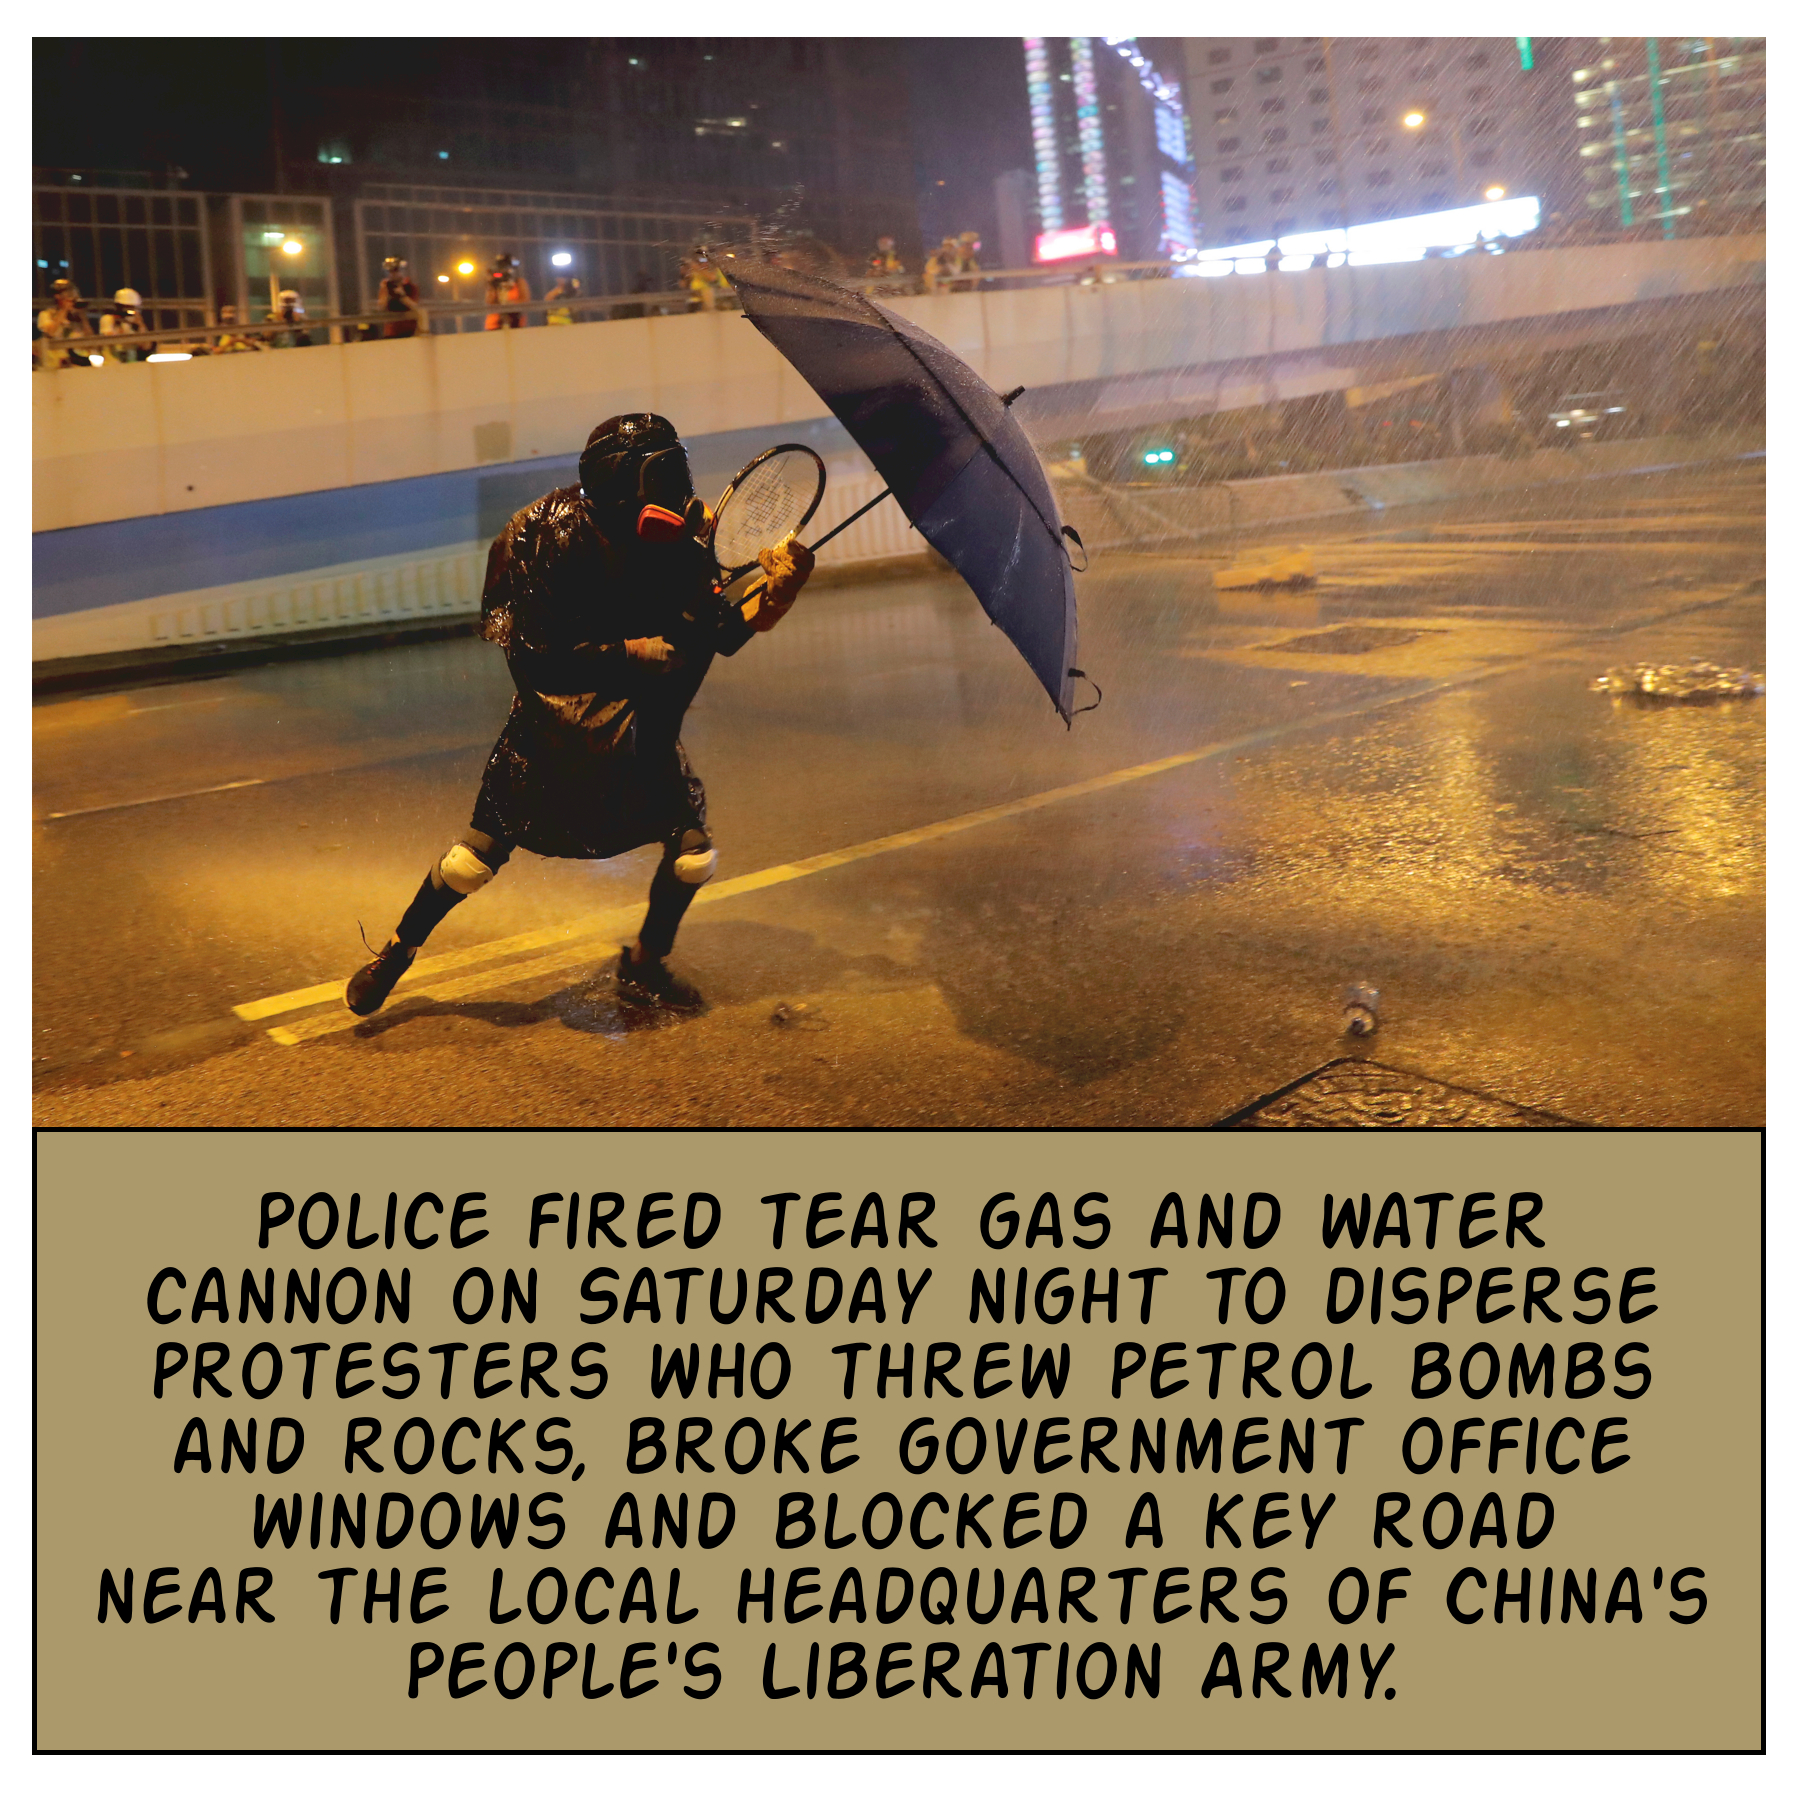 POLICE FIRED TEAR GAS AND WATER
CANNON ON SATURDAY NIGHT TO DISPERSE
PROTESTERS WHO THREW PETROL BOMBS
AND ROCKS, BROKE GOVERNMENT OFFICE
WINDOWS AND BLOCKED A KEY ROAD
NEAR THE LOCAL HEADQUARTERS OF CHINA'S
PEOPLE'S LIBERATION ARMY.